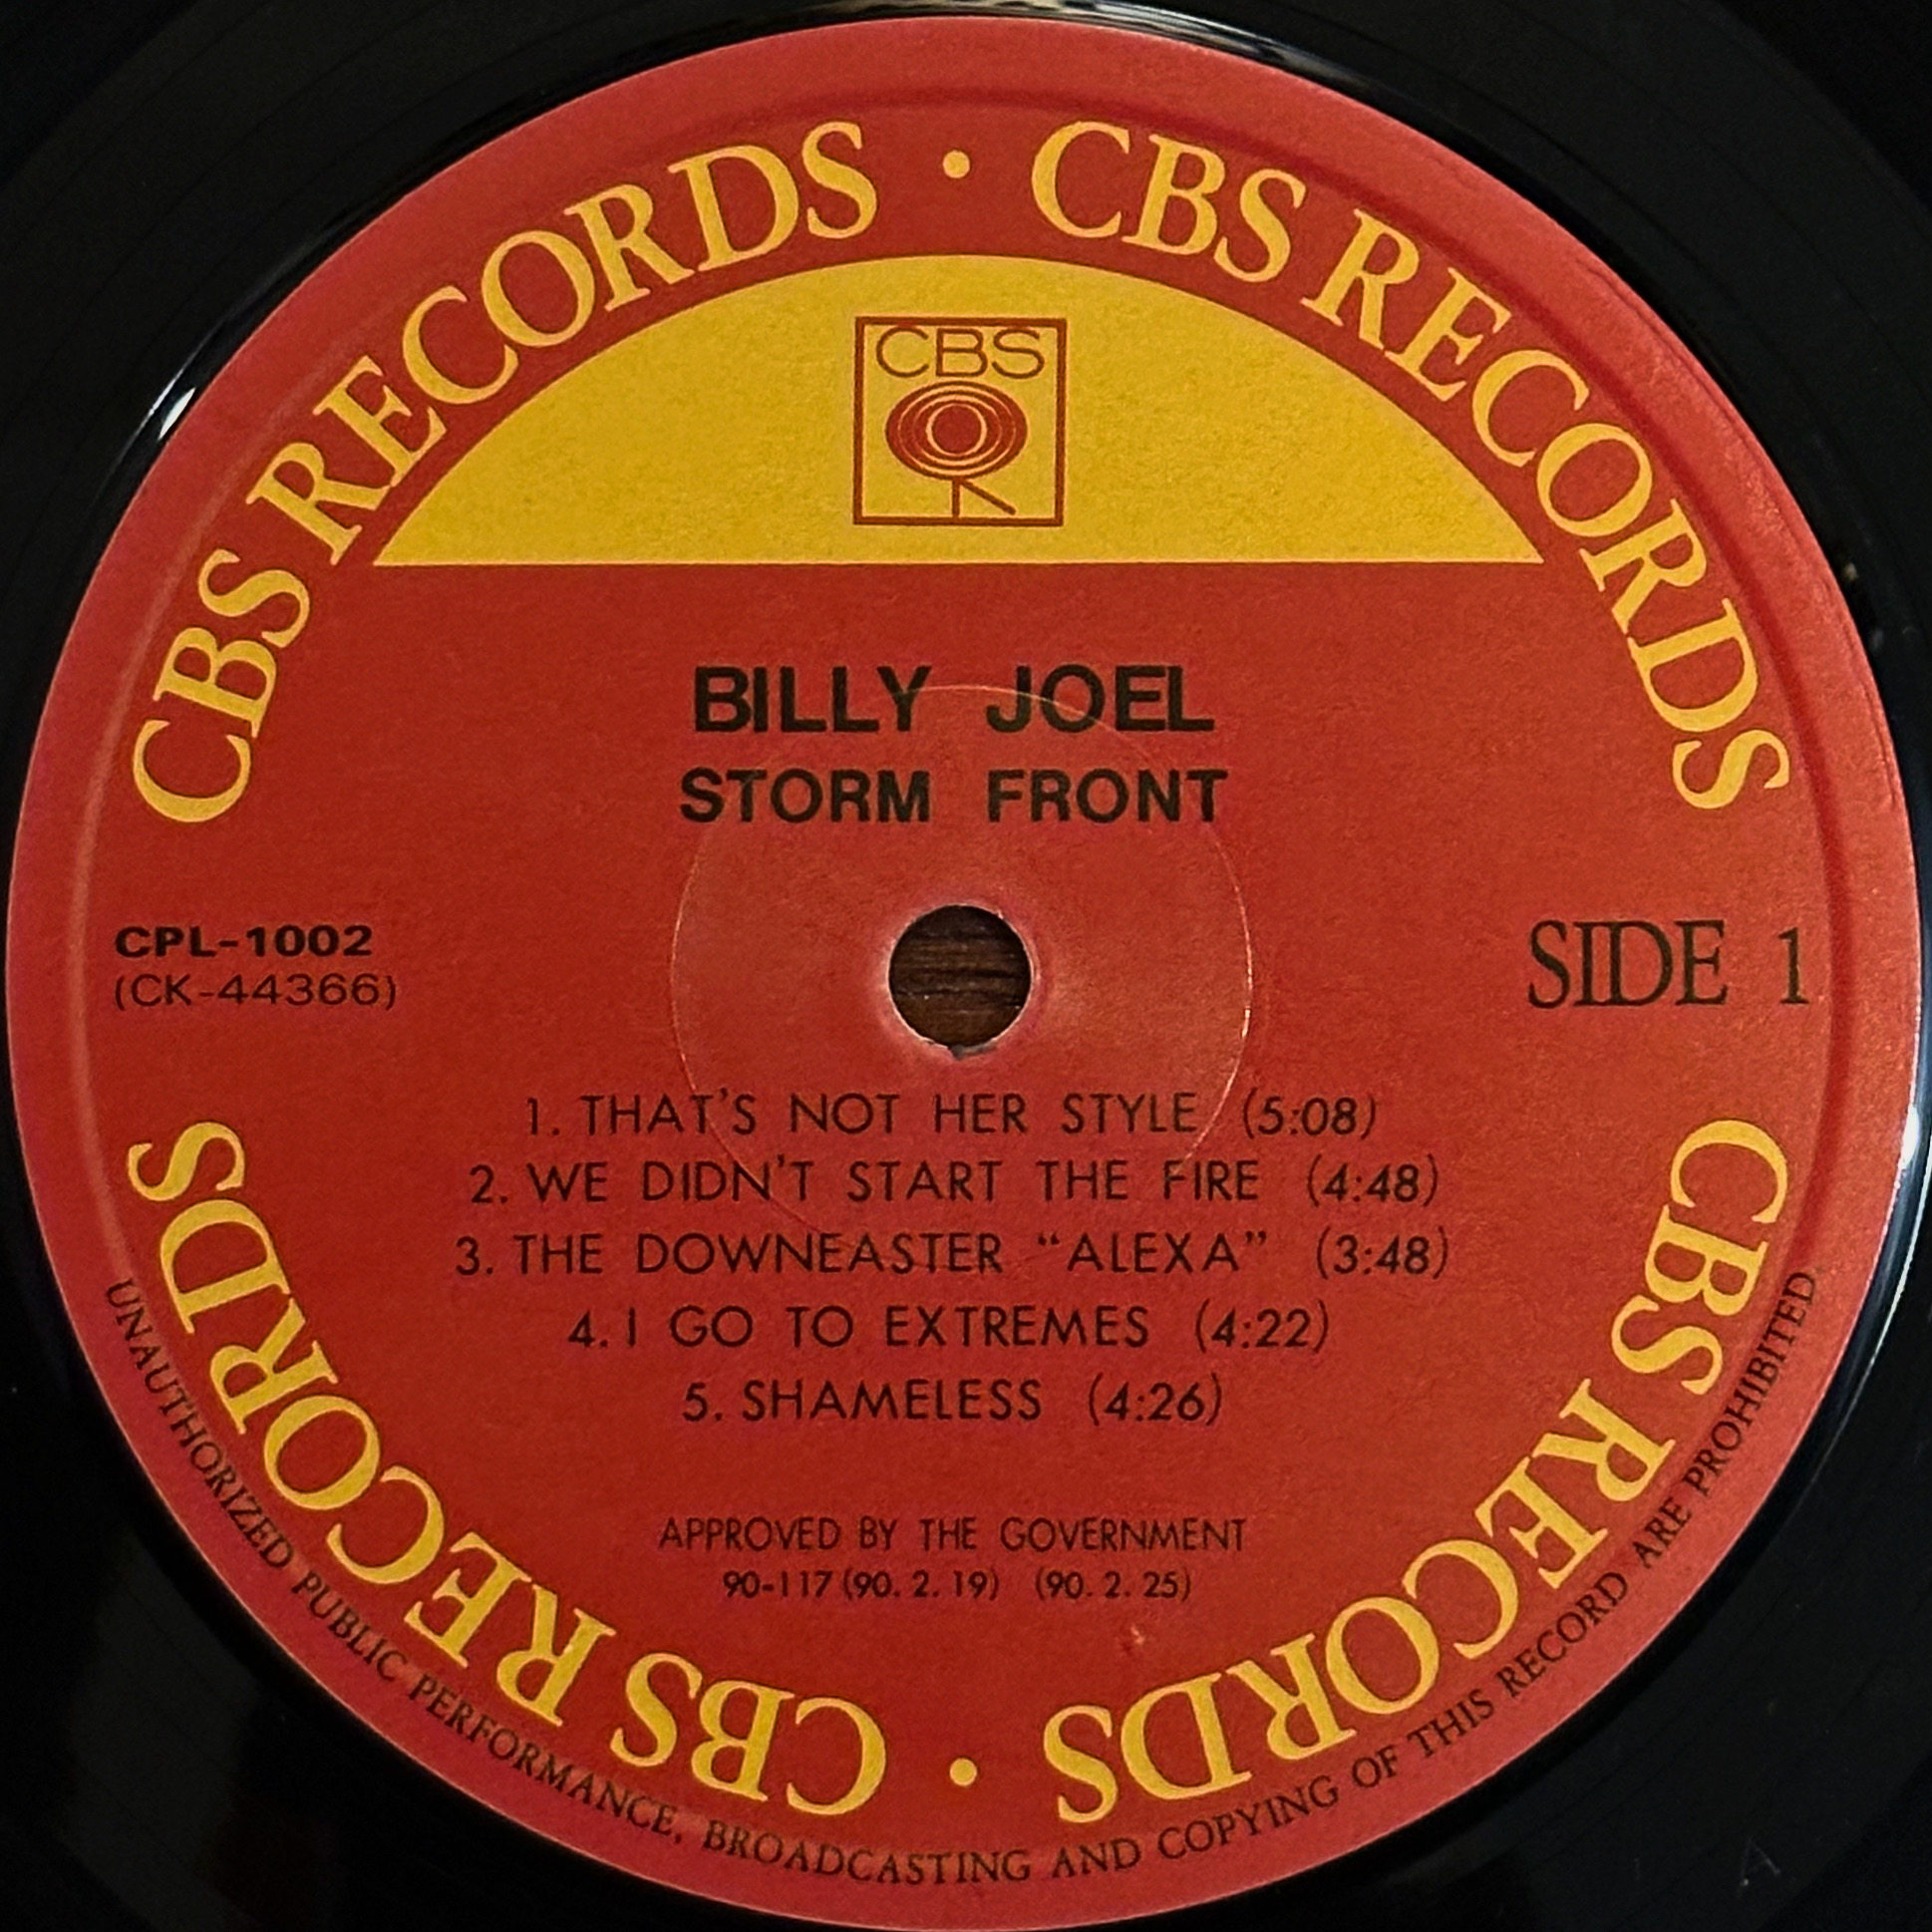 CBS RECORDS · CBS RECORDS
CBS
BILLY JOEL
STORM FRONT
CPL-1002
(CK-44366)
SIDE 1
1. THAT'S NOT HER STYLE (5:08)
2. WE DIDN'T START THE FIRE (4:48)
3. THE DOWNEASTER “ALEXA” (3:48)
4. I GO TO EXTREMES (4:22)
5. SHAMELESS (4:26)
APPROVED BY THE GOVERNMENT
90-117 (90. 2. 19) (90. 2. 25)
CBS RECORDS · CBS RECORDS
UNAUTHORIZED PUBLIC PERFORMANCE, BROADCASTING AND COPYING OF THIS RECORD ARE PROHIBITED